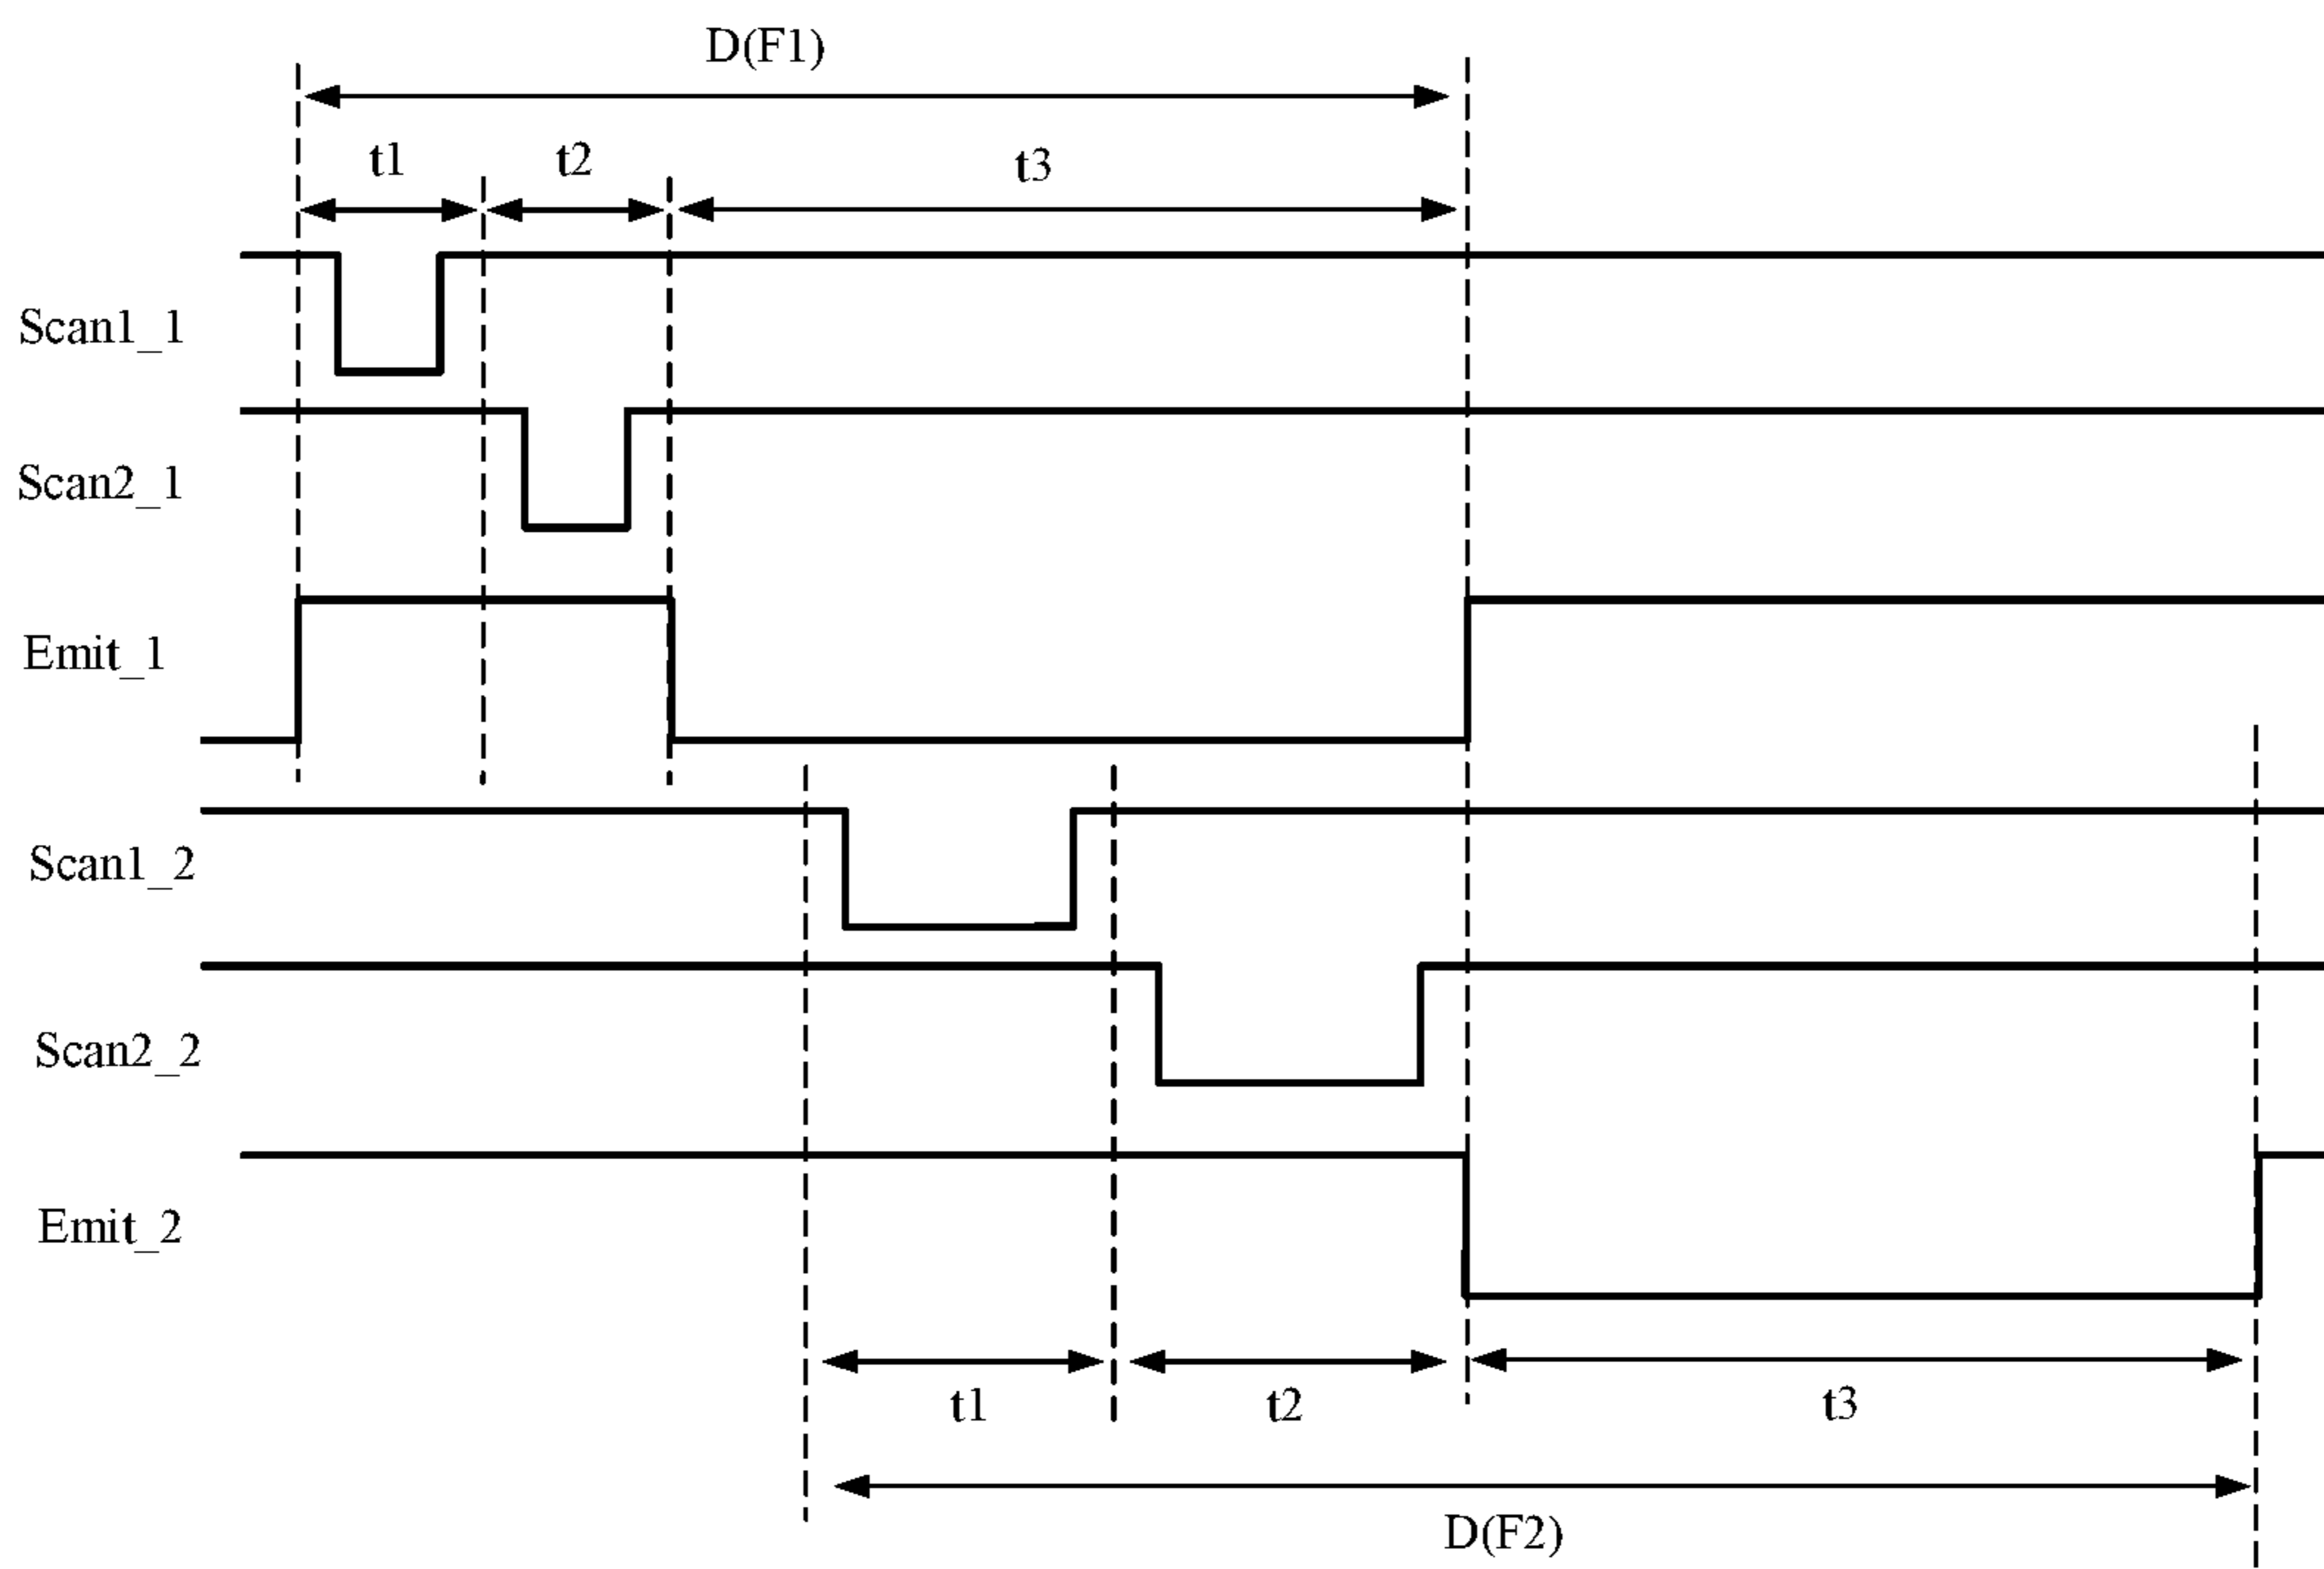 D(F1)
t1 t2 t3
Scan1_1
Scan2_1
Emit_1
Scan1_2
Scan2_2
Emit_2
t1 t2 t3
D(F2)